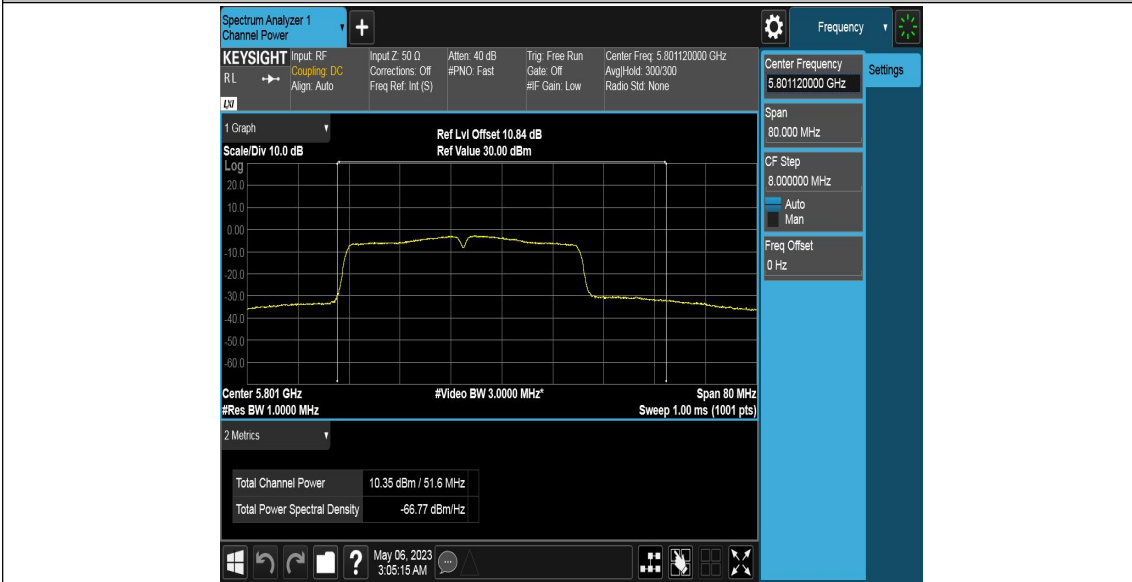 Spectrum Analyzer 1
Channel Power
+
Frequency
KEYSIGHT
R L
LXI
Input: RF
Coupling: DC
Align: Auto
Input Z: 50 Ω
Corrections: Off
Freq Ref: Int (S)
Atten: 40 dB
#PNO: Fast
Trig: Free Run
Gate: Off
#IF Gain: Low
Center Freq: 5.801120000 GHz
Avg|Hold: 300/300
Radio Std: None
Center Frequency
5.801120000 GHz
Settings
Span
80.000 MHz
CF Step
8.000000 MHz
Auto
Man
Freq Offset
0 Hz
1 Graph
Ref Lvl Offset 10.84 dB
Scale/Div 10.0 dB
Ref Value 30.00 dBm
Log
20.0
10.0
0.00
-10.0
-20.0
-30.0
-40.0
-50.0
-60.0
Center 5.801 GHz
#Video BW 3.0000 MHz*
Span 80 MHz
#Res BW 1.0000 MHz
Sweep 1.00 ms (1001 pts)
2 Metrics
Total Channel Power 10.35 dBm / 51.6 MHz
Total Power Spectral Density -66.77 dBm/Hz
?
May 06, 2023
3:05:15 AM